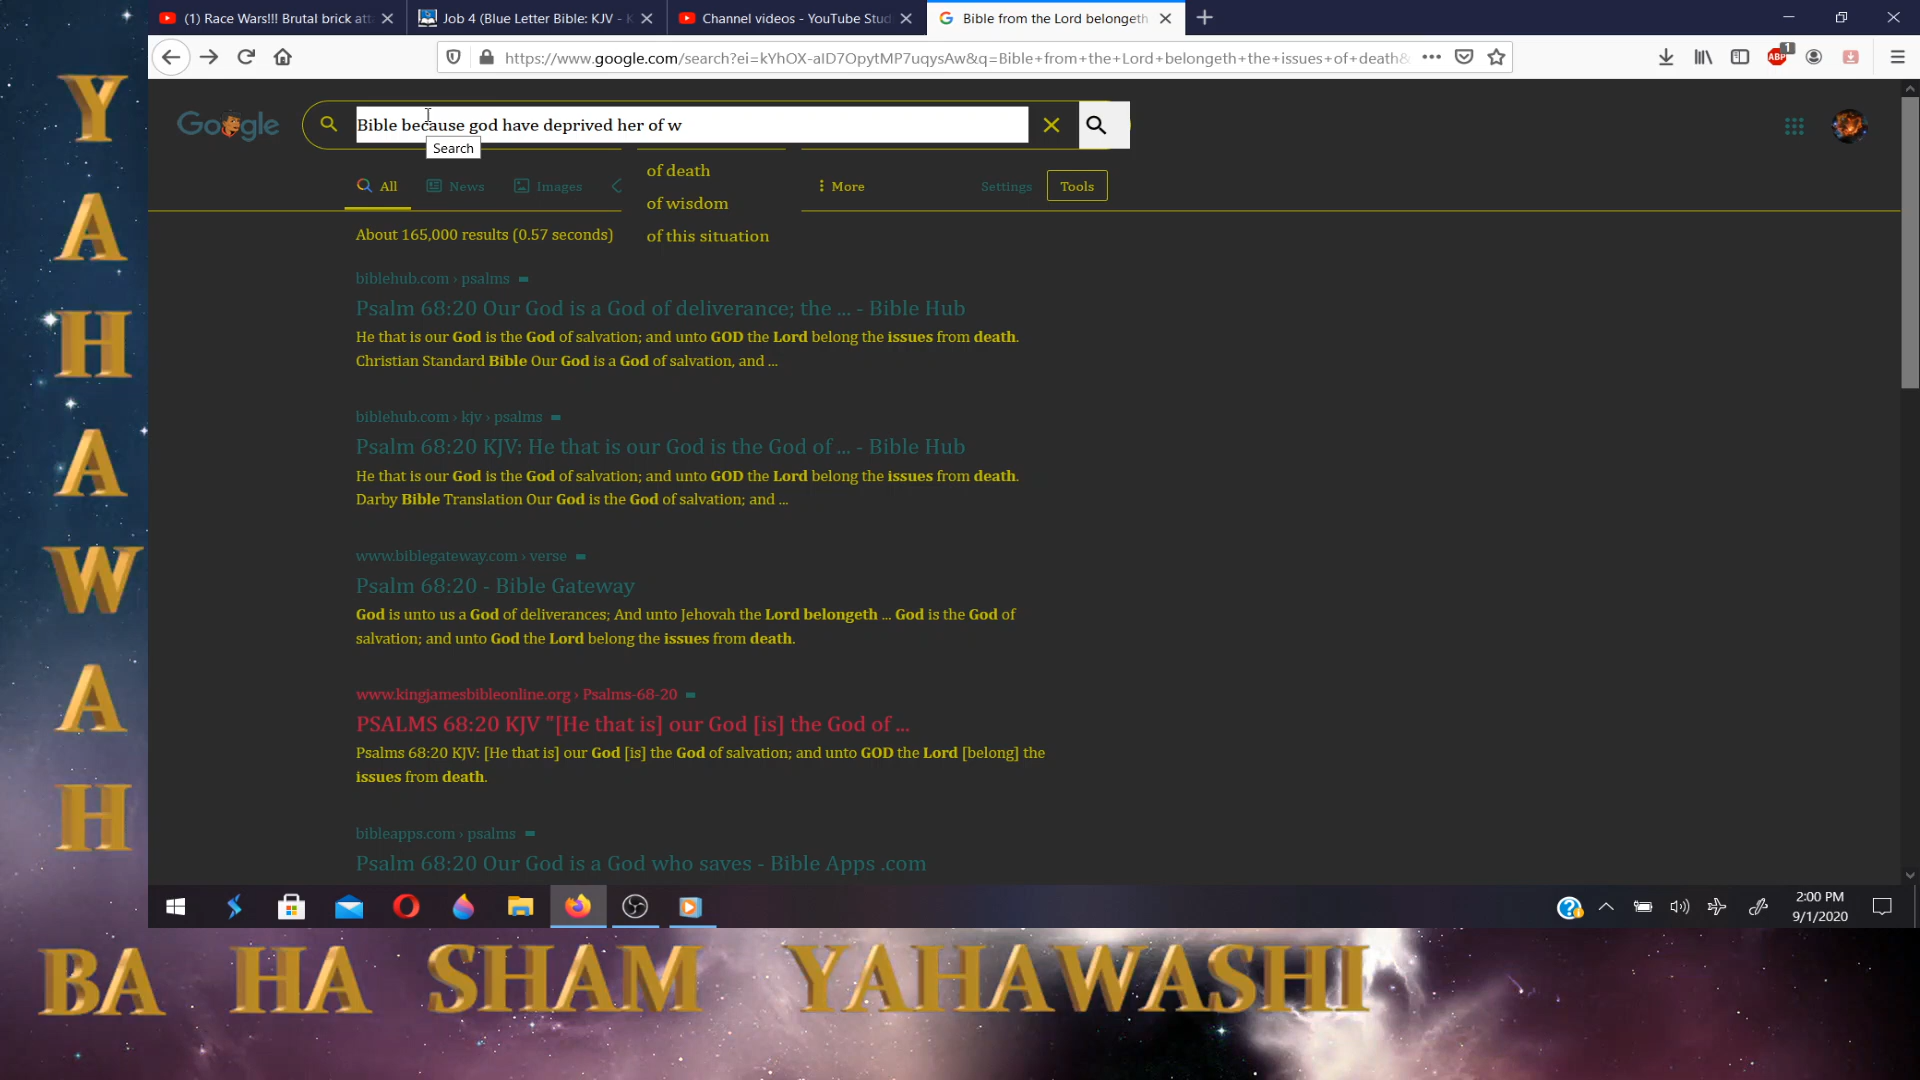 (1) Race Wars!!! Brutal brick att
Job 4 (Blue Letter Bible: KJV - K
Channel videos - YouTube Stud
Bible from the Lord belongeth
https://www.google.com/search?ei=kYhOX-aID7OpytMP7uqysAw&q=Bible+from+the+Lord+belongeth+the+issues+of+death&
ABP
1
Google
Bible because god have deprived her of w
Search
of death
of wisdom
of this situation
All
News
Images
More
Settings
Tools
About 165,000 results (0.57 seconds)
biblehub.com › psalms
Psalm 68:20 Our God is a God of deliverance; the ... - Bible Hub
He that is our God is the God of salvation; and unto GOD the Lord belong the issues from death.
Christian Standard Bible Our God is a God of salvation, and ...
biblehub.com › kjv › psalms
Psalm 68:20 KJV: He that is our God is the God of ... - Bible Hub
He that is our God is the God of salvation; and unto GOD the Lord belong the issues from death.
Darby Bible Translation Our God is the God of salvation; and ...
www.biblegateway.com › verse
Psalm 68:20 - Bible Gateway
God is unto us a God of deliverances; And unto Jehovah the Lord belongeth ... God is the God of
salvation; and unto God the Lord belong the issues from death.
www.kingjamesbibleonline.org › Psalms-68-20
PSALMS 68:20 KJV "[He that is] our God [is] the God of ...
Psalms 68:20 KJV: [He that is] our God [is] the God of salvation; and unto GOD the Lord [belong] the
issues from death.
bibleapps.com › psalms
Psalm 68:20 Our God is a God who saves - Bible Apps .com
2:00 PM
9/1/2020
YAHAWAH
BA HA SHAM YAHAWASHI